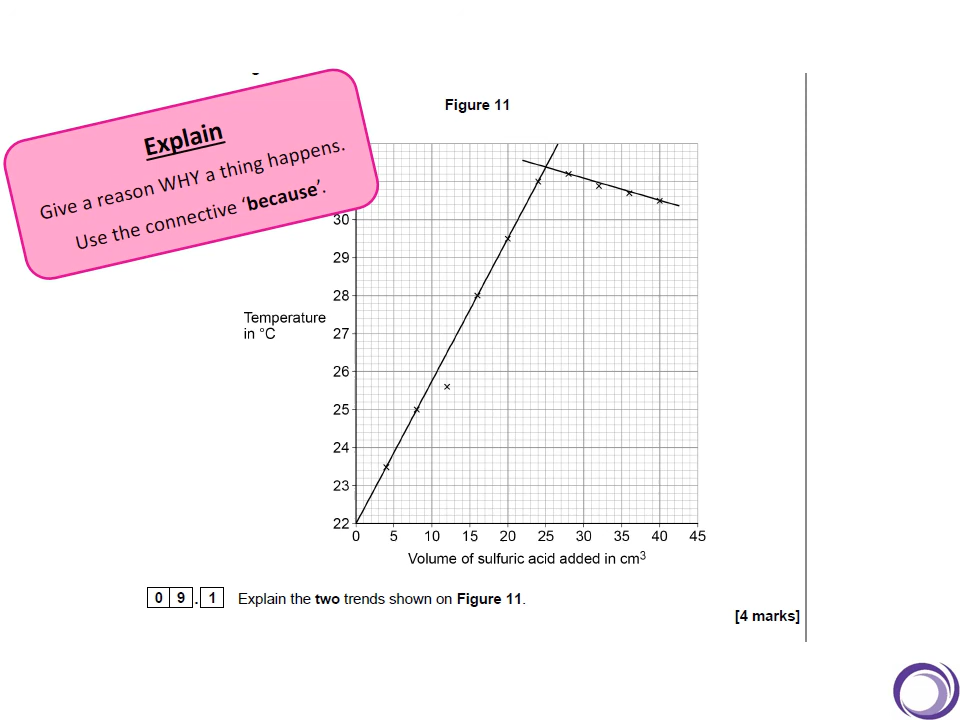 Figure 11
Explain
Give a reason WHY a thing happens.
Use the connective ‘because’.
30
29
28
Temperature
in °C
27
26
25
24
23
22
0 5 10 15 20 25 30 35 40 45
Volume of sulfuric acid added in cm³
0 9 . 1 Explain the two trends shown on Figure 11.
[4 marks]